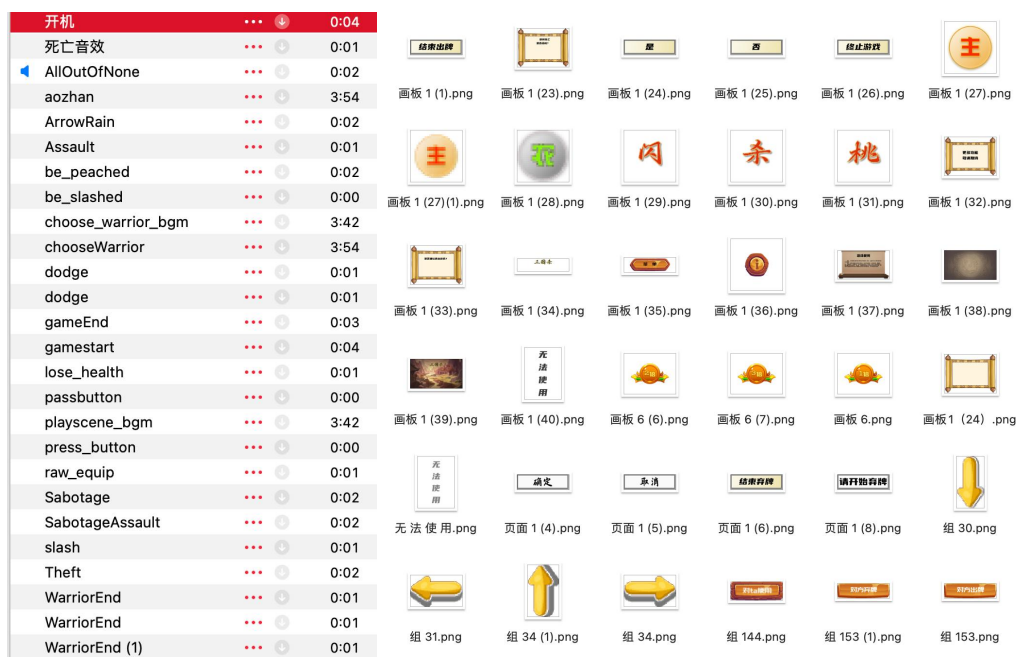 开机 ••• 0:04
死亡音效 ••• 0:01
AllOutOfNone ••• 0:02
aozhan ••• 3:54
ArrowRain ••• 0:02
Assault ••• 0:01
be_peached ••• 0:02
be_slashed ••• 0:00
choose_warrior_bgm ••• 3:42
chooseWarrior ••• 3:54
dodge ••• 0:01
dodge ••• 0:01
gameEnd ••• 0:03
gamestart ••• 0:04
lose_health ••• 0:01
passbutton ••• 0:00
playscene_bgm ••• 3:42
press_button ••• 0:00
raw_equip ••• 0:01
Sabotage ••• 0:02
SabotageAssault ••• 0:02
slash ••• 0:01
Theft ••• 0:02
WarriorEnd ••• 0:01
WarriorEnd ••• 0:01
WarriorEnd (1) ••• 0:01
结束出牌 是 否 终止游戏 主
画板 1 (1).png 画板 1 (23).png 画板 1 (24).png 画板 1 (25).png 画板 1 (26).png 画板 1 (27).png
主 闪 杀 桃
画板 1 (27)(1).png 画板 1 (28).png 画板 1 (29).png 画板 1 (30).png 画板 1 (31).png 画板 1 (32).png
三国杀
画板 1 (33).png 画板 1 (34).png 画板 1 (35).png 画板 1 (36).png 画板 1 (37).png 画板 1 (38).png
无法使用
画板 1 (39).png 画板 1 (40).png 画板 6 (6).png 画板 6 (7).png 画板 6.png 画板1（24）.png
无法使用 确定 取消 结束弃牌 请开始弃牌
无 法 使 用.png 页面 1 (4).png 页面 1 (5).png 页面 1 (6).png 页面 1 (8).png 组 30.png
对方弃牌 对方出牌
组 31.png 组 34 (1).png 组 34.png 组 144.png 组 153 (1).png 组 153.png